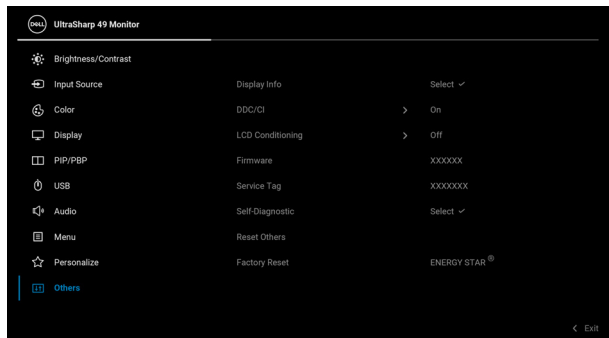 DELL UltraSharp 49 Monitor
Brightness/Contrast
Input Source Display Info Select ✓
Color DDC/CI > On
Display LCD Conditioning > Off
PIP/PBP Firmware XXXXXX
USB Service Tag XXXXXXX
Audio Self-Diagnostic Select ✓
Menu Reset Others
Personalize Factory Reset ENERGY STAR®
Others
< Exit